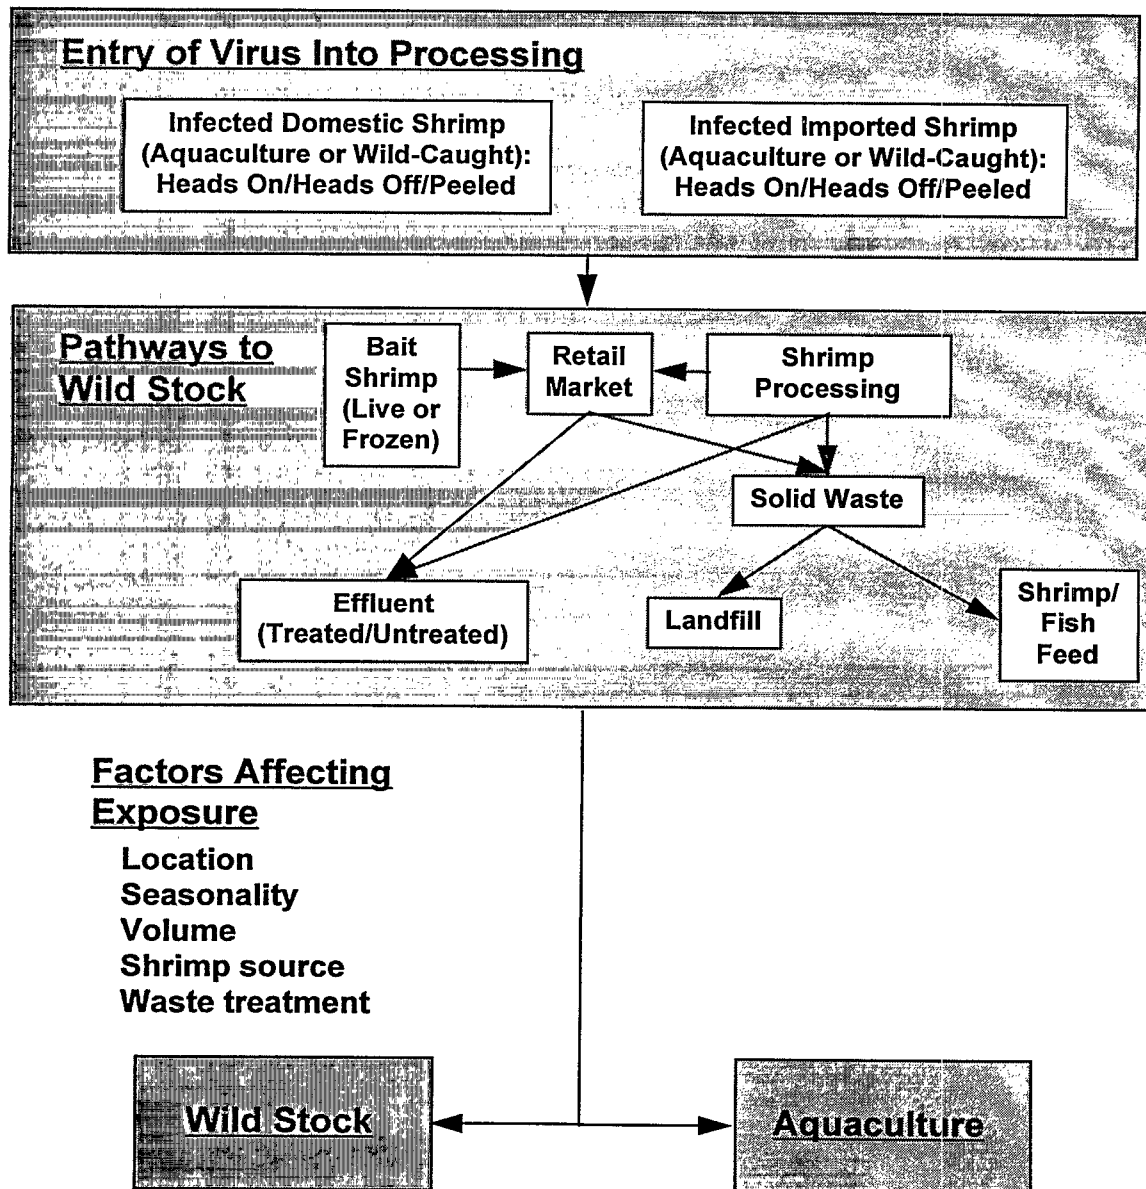 Entry of Virus Into Processing
Infected Domestic Shrimp
(Aquaculture or Wild-Caught):
Heads On/Heads Off/Peeled
Infected Imported Shrimp
(Aquaculture or Wild-Caught):
Heads On/Heads Off/Peeled
Pathways to
Wild Stock
Bait
Shrimp
(Live or
Frozen)
Retail
Market
Shrimp
Processing
Solid Waste
Effluent
(Treated/Untreated)
Landfill
Shrimp/
Fish
Feed
Factors Affecting
Exposure
Location
Seasonality
Volume
Shrimp source
Waste treatment
Wild Stock
Aquaculture